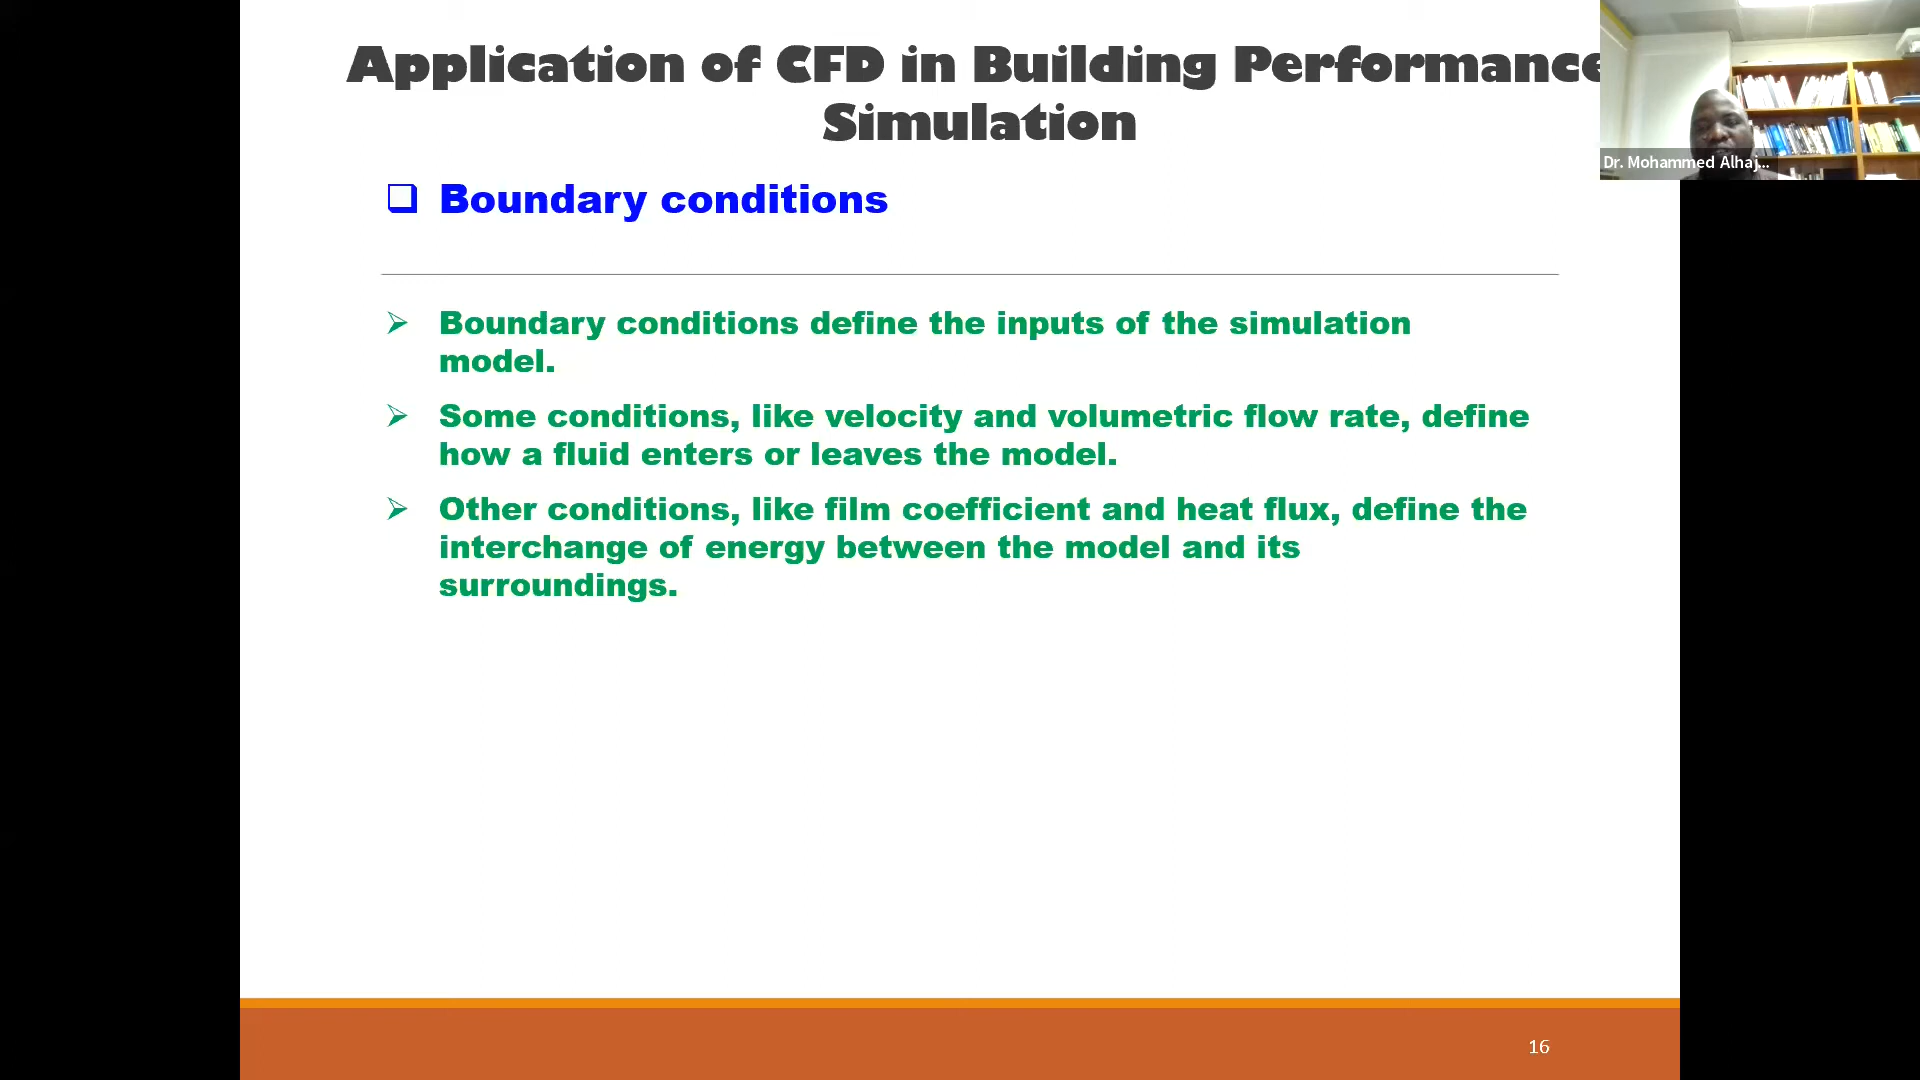 Application of CFD in Building Performance
Simulation
Dr. Mohammed Alhaj...
Boundary conditions
Boundary conditions define the inputs of the simulation
model.
Some conditions, like velocity and volumetric flow rate, define
how a fluid enters or leaves the model.
Other conditions, like film coefficient and heat flux, define the
interchange of energy between the model and its
surroundings.
16